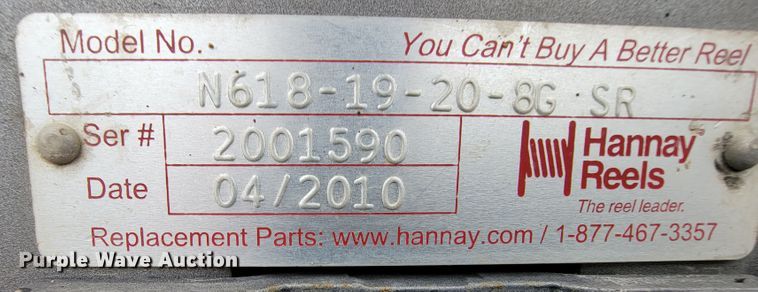 Model No. You Can't Buy A Better Reel
N618-19-20-8G SR
Ser # 2001590
Hannay
Reels
Date 04/2010
The reel leader.
Replacement Parts: www.hannay.com / 1-877-467-3357
Purple Wave Auction